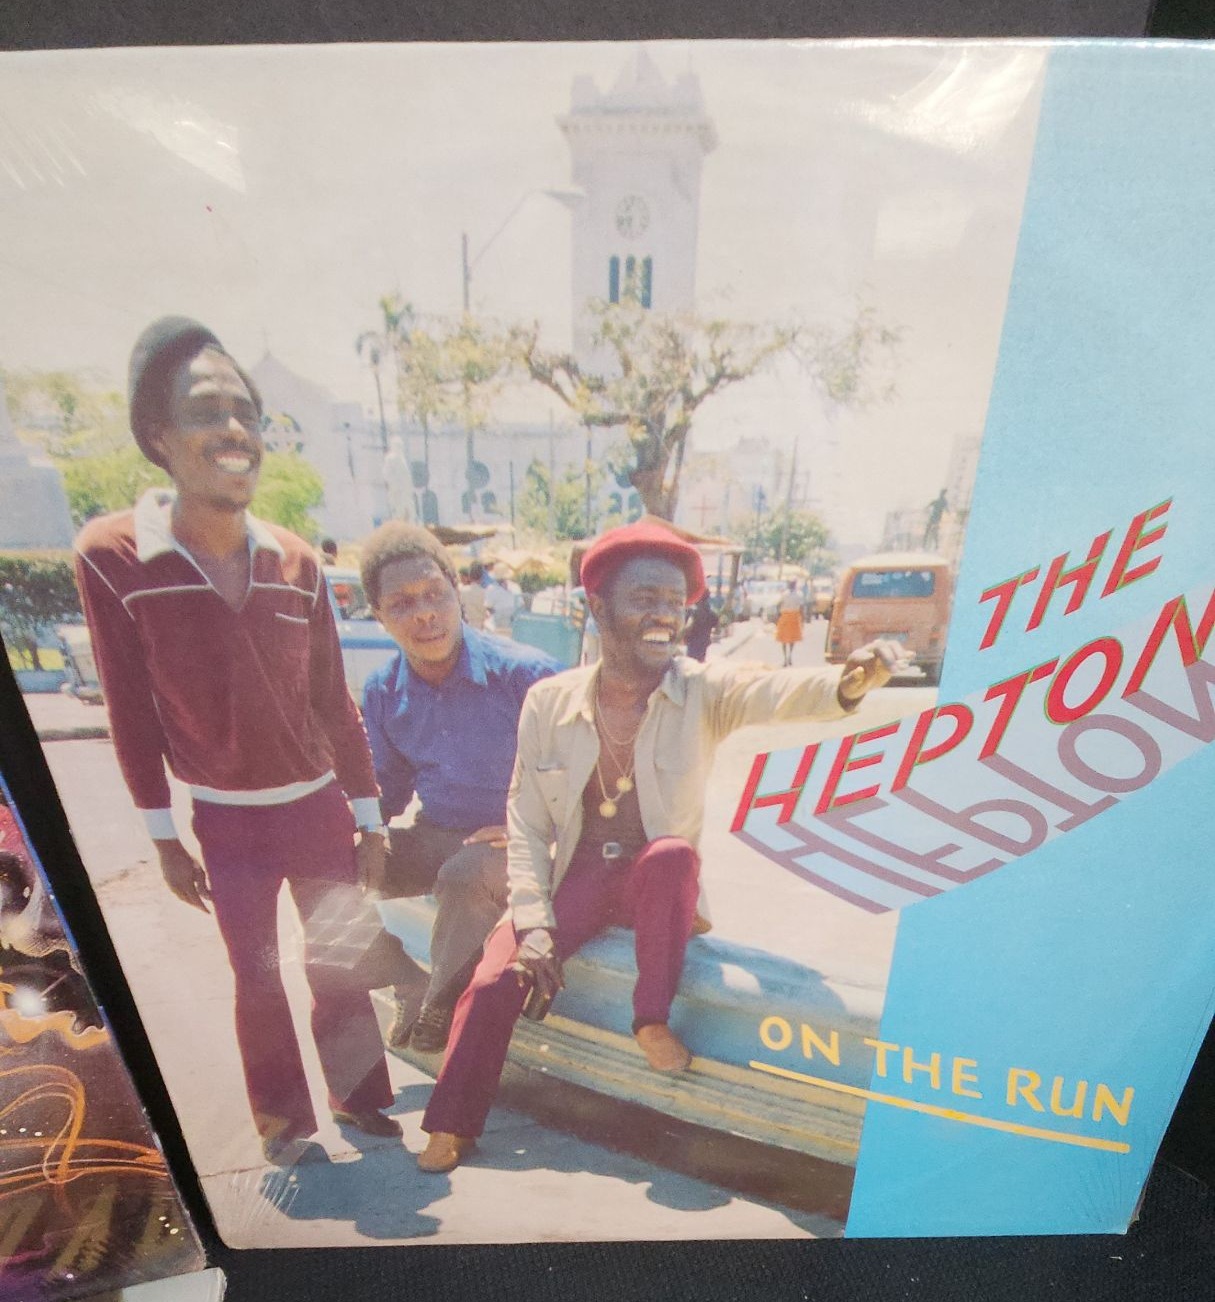 THE
HEPTON
ON THE RUN